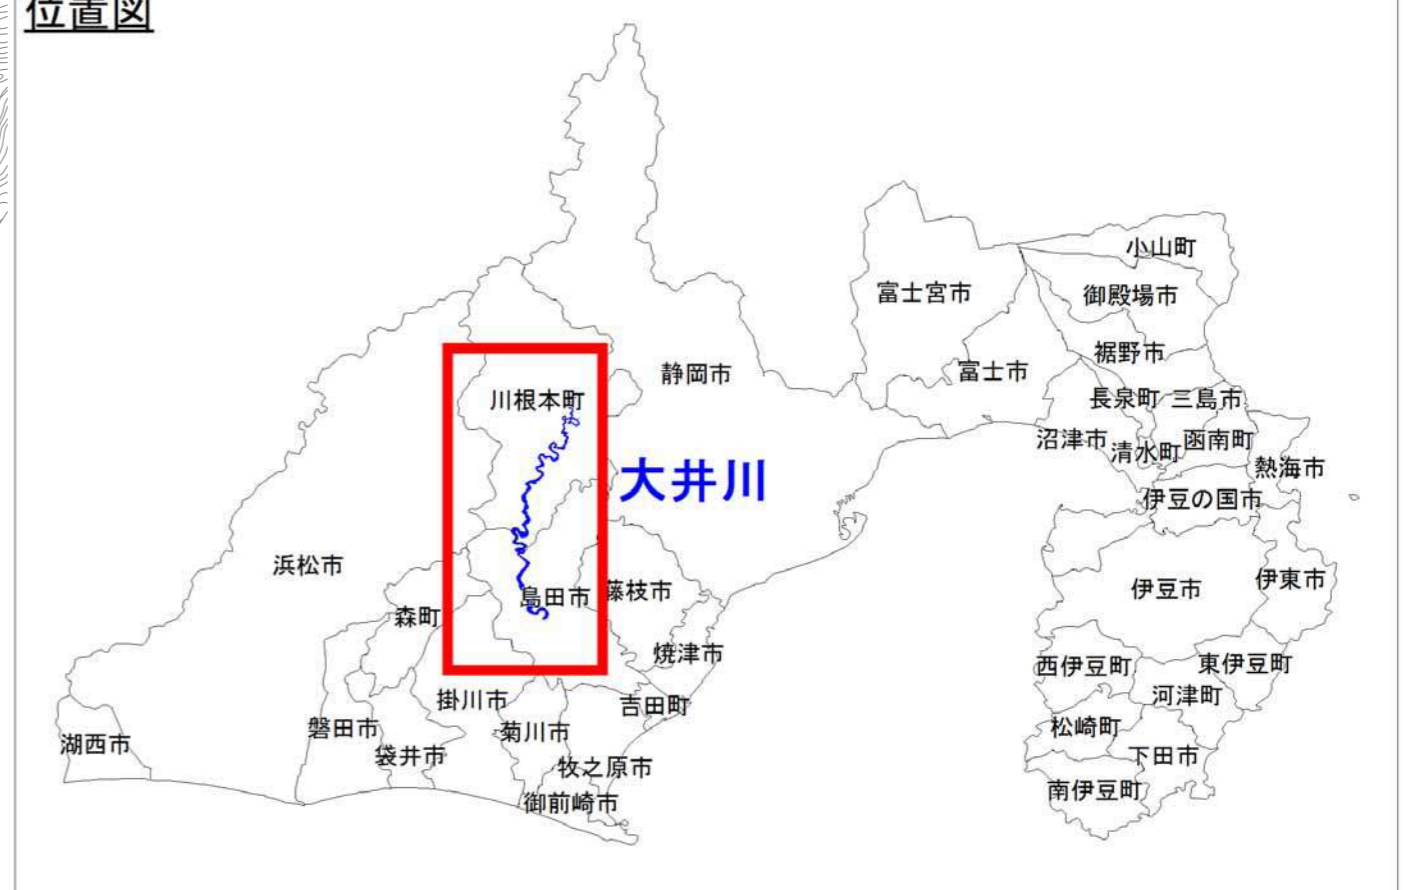 位置図
小山町
富士宮市
御殿場市
裾野市
静岡市
富士市
川根本町
長泉町
三島市
沼津市
清水町
函南町
熱海市
大井川
伊豆の国市
浜松市
伊豆市
伊東市
島田市
藤枝市
森町
焼津市
西伊豆町
東伊豆町
河津町
掛川市
吉田町
磐田市
菊川市
松崎町
湖西市
袋井市
下田市
牧之原市
南伊豆町
御前崎市